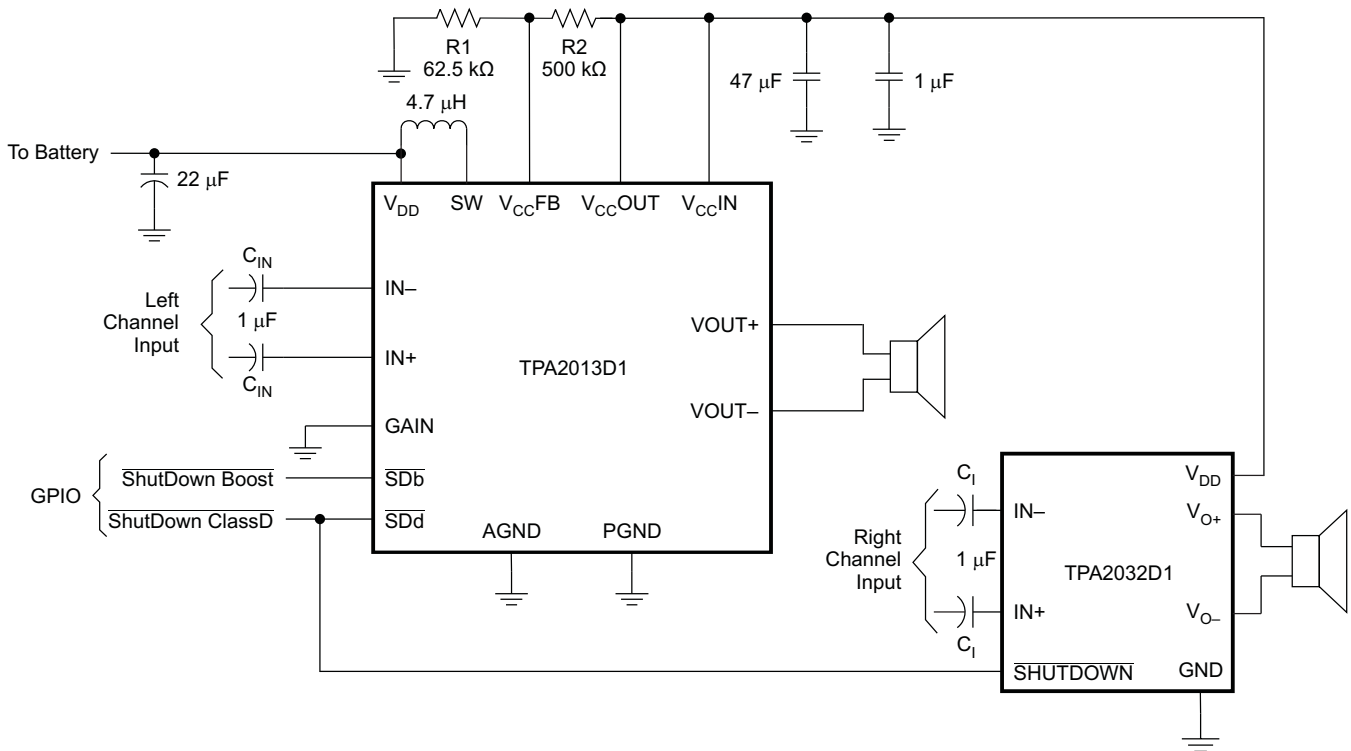 R1
62.5 kΩ
R2
500 kΩ
47 μF
1 μF
4.7 μH
To Battery
22 μF
V_DD
SW
V_CCFB
V_CCOUT
V_CCIN
C_IN
IN–
Left
Channel
Input
1 μF
IN+
C_IN
TPA2013D1
VOUT+
VOUT–
GAIN
GPIO
ShutDown Boost
SDb
ShutDown ClassD
SDd
AGND
PGND
V_DD
C_I
IN–
V_O+
Right
Channel
Input
1 μF
TPA2032D1
IN+
V_O–
C_I
SHUTDOWN
GND